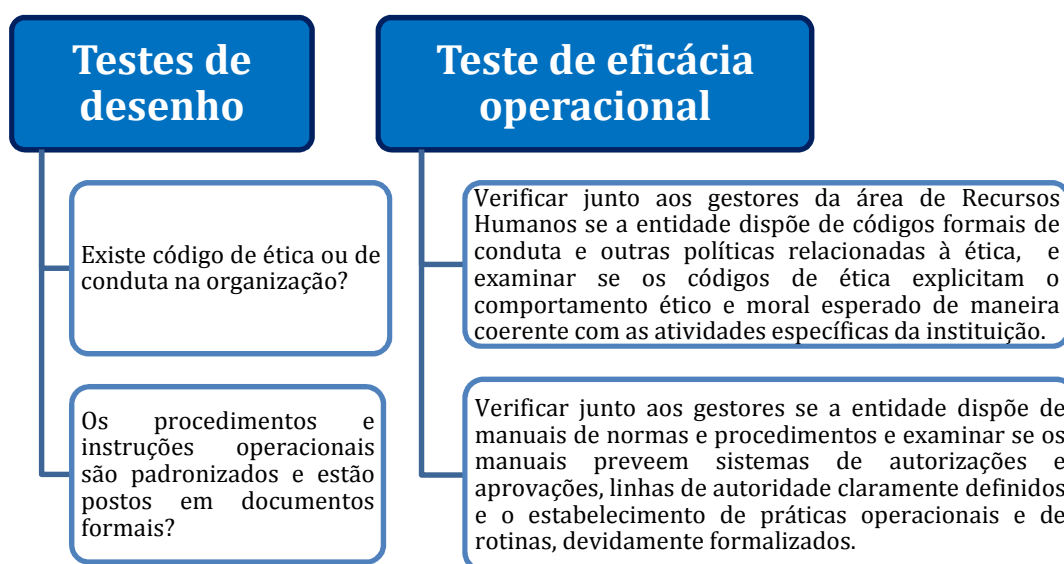 Testes de
desenho
Teste de eficácia
operacional
Existe código de ética ou de
conduta na organização?
Verificar junto aos gestores da área de Recursos
Humanos se a entidade dispõe de códigos formais de
conduta e outras políticas relacionadas à ética, e
examinar se os códigos de ética explicitam o
comportamento ético e moral esperado de maneira
coerente com as atividades específicas da instituição.
Os procedimentos e
instruções operacionais
são padronizados e estão
postos em documentos
formais?
Verificar junto aos gestores se a entidade dispõe de
manuais de normas e procedimentos e examinar se os
manuais preveem sistemas de autorizações e
aprovações, linhas de autoridade claramente definidos
e o estabelecimento de práticas operacionais e de
rotinas, devidamente formalizados.